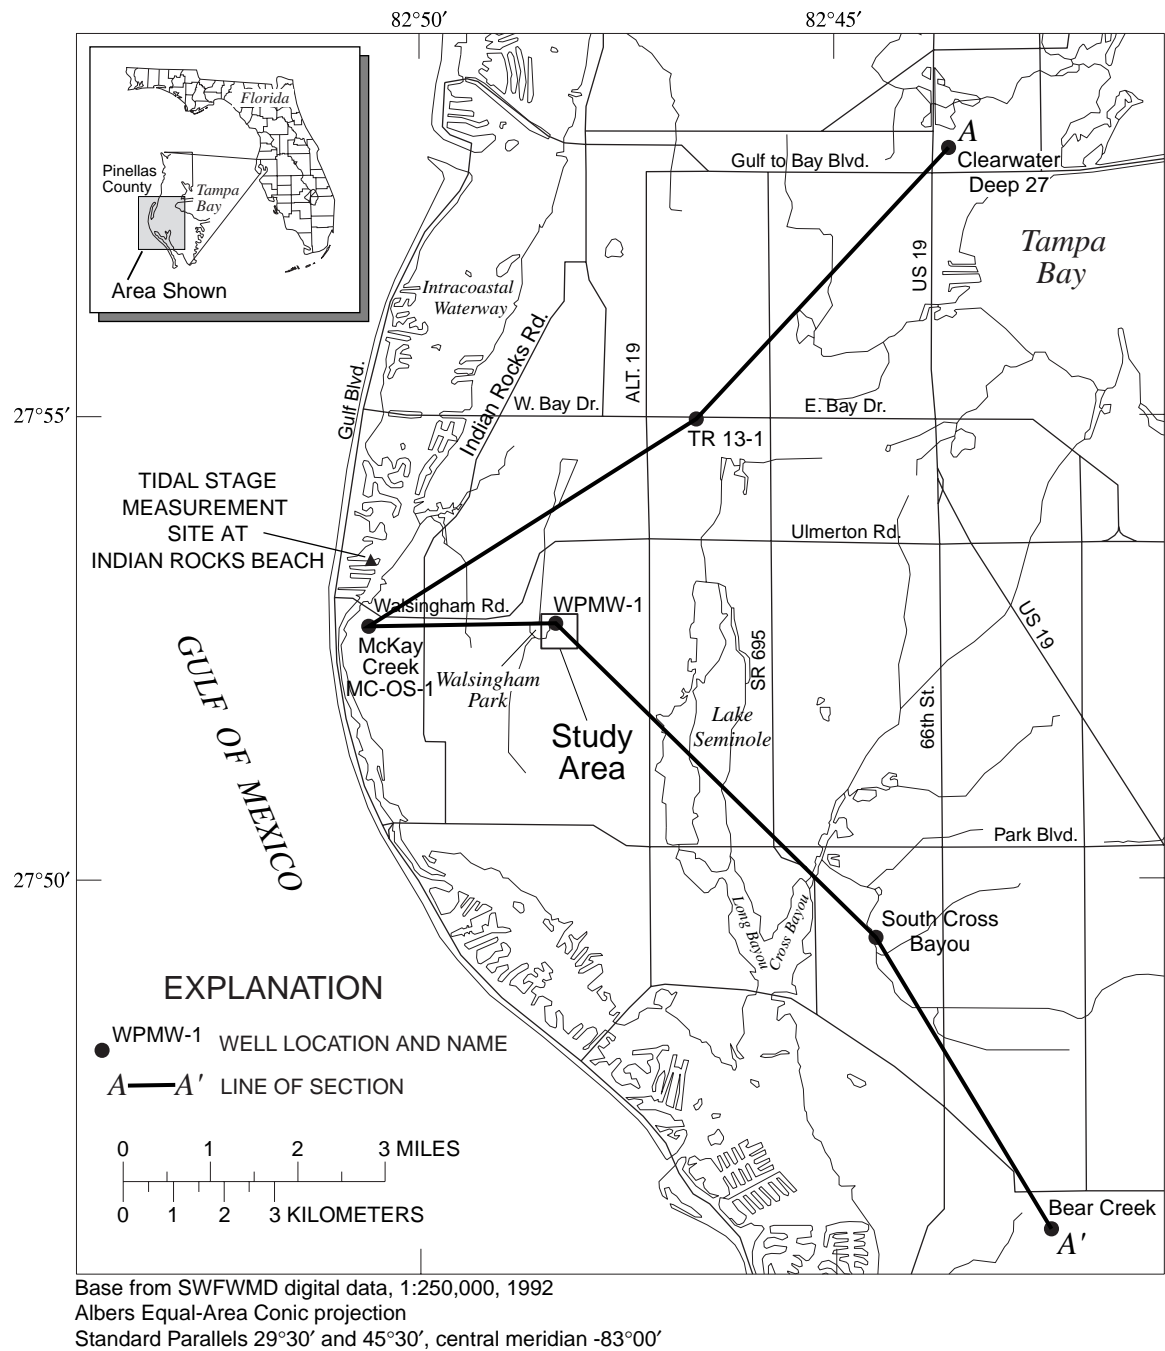 82°50′
82°45′
Florida
Pinellas
County
Tampa
Bay
Area Shown
A
Clearwater
Deep 27
Gulf to Bay Blvd.
Tampa
Bay
US 19
Intracoastal
Waterway
Indian Rocks Rd.
Gulf Blvd.
ALT. 19
W. Bay Dr.
E. Bay Dr.
27°55′
TR 13-1
TIDAL STAGE
MEASUREMENT
SITE AT
INDIAN ROCKS BEACH
Ulmerton Rd.
Walsingham Rd.
WPMW-1
McKay
Creek
MC-OS-1
Walsingham
Park
Study
Area
SR 695
US 19
Lake
Seminole
66th St.
GULF OF MEXICO
Park Blvd.
27°50′
Long Bayou
Cross Bayou
South Cross
Bayou
EXPLANATION
WPMW-1 WELL LOCATION AND NAME
A A′ LINE OF SECTION
0 1 2 3 MILES
0 1 2 3 KILOMETERS
Bear Creek
A′
Base from SWFWMD digital data, 1:250,000, 1992
Albers Equal-Area Conic projection
Standard Parallels 29°30′ and 45°30′, central meridian -83°00′